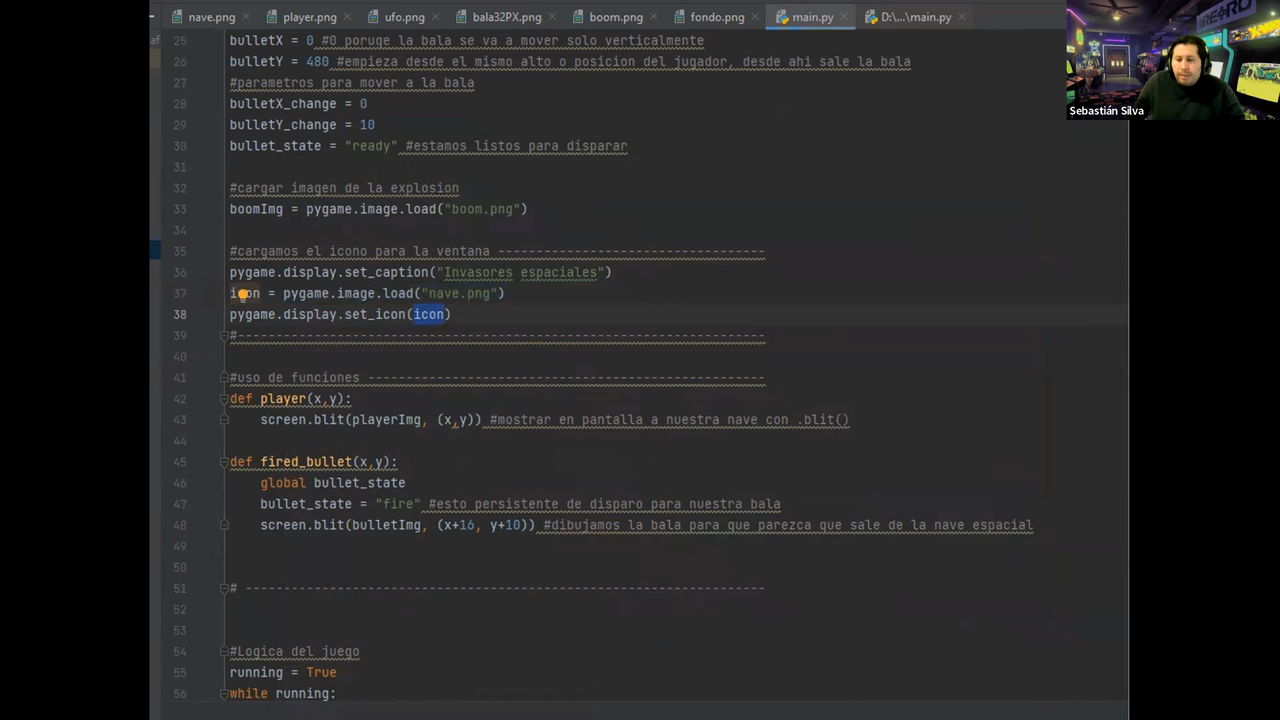 nave.png player.png ufo.png bala32PX.png boom.png fondo.png main.py D:\...\main.py
af
25 bulletX = 0 #0 poruqe la bala se va a mover solo verticalmente
26 bulletY = 480 #empieza desde el mismo alto o posicion del jugador, desde ahi sale la bala
27 #parametros para mover a la bala
28 bulletX_change = 0
29 bulletY_change = 10
30 bullet_state = "ready" #estamos listos para disparar
31
32 #cargar imagen de la explosion
33 boomImg = pygame.image.load("boom.png")
34
35 #cargamos el icono para la ventana -----------------------------------
36 pygame.display.set_caption("Invasores espaciales")
37 icon = pygame.image.load("nave.png")
38 pygame.display.set_icon(icon)
39 #---------------------------------------------------------------------
40
41 #uso de funciones ----------------------------------------------------
42 def player(x,y):
43 screen.blit(playerImg, (x,y)) #mostrar en pantalla a nuestra nave con .blit()
44
45 def fired_bullet(x,y):
46 global bullet_state
47 bullet_state = "fire" #esto persistente de disparo para nuestra bala
48 screen.blit(bulletImg, (x+16, y+10)) #dibujamos la bala para que parezca que sale de la nave espacial
49
50
51 # --------------------------------------------------------------------
52
53
54 #Logica del juego
55 running = True
56 while running:
RETRO
Sebastián Silva